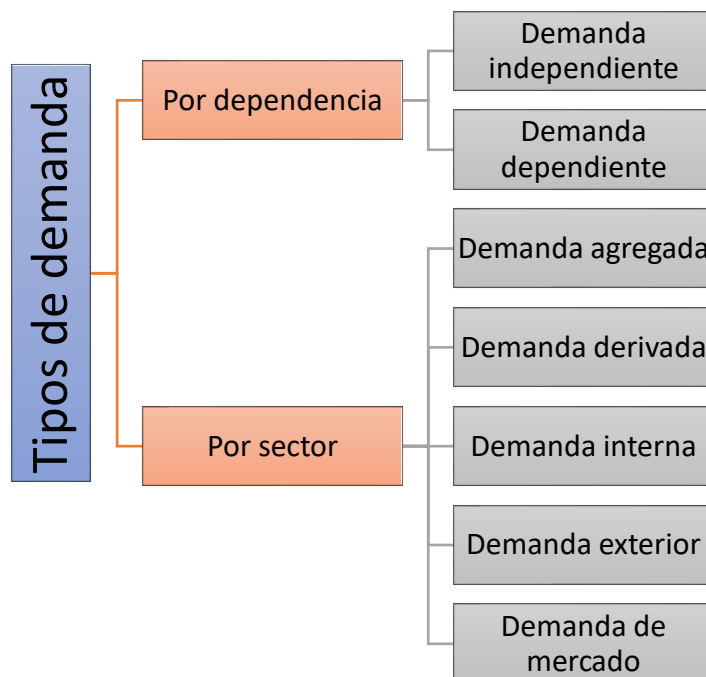 Tipos de demanda
Por dependencia
Demanda
independiente
Demanda
dependiente
Por sector
Demanda agregada
Demanda derivada
Demanda interna
Demanda exterior
Demanda de
mercado